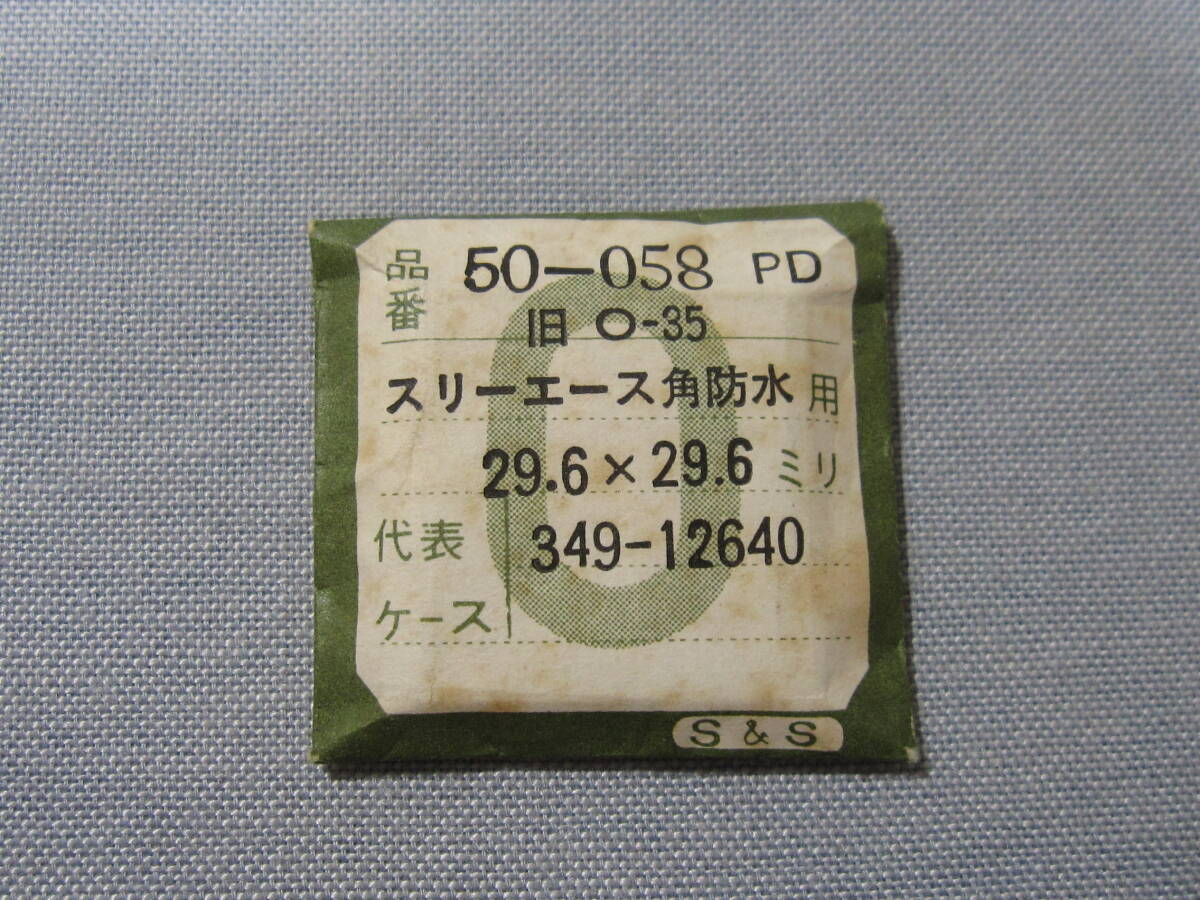 品番 50-058 PD
旧 O-35
スリーエース角防水用
29.6×29.6 ミリ
代表ケース 349-12640
S & S